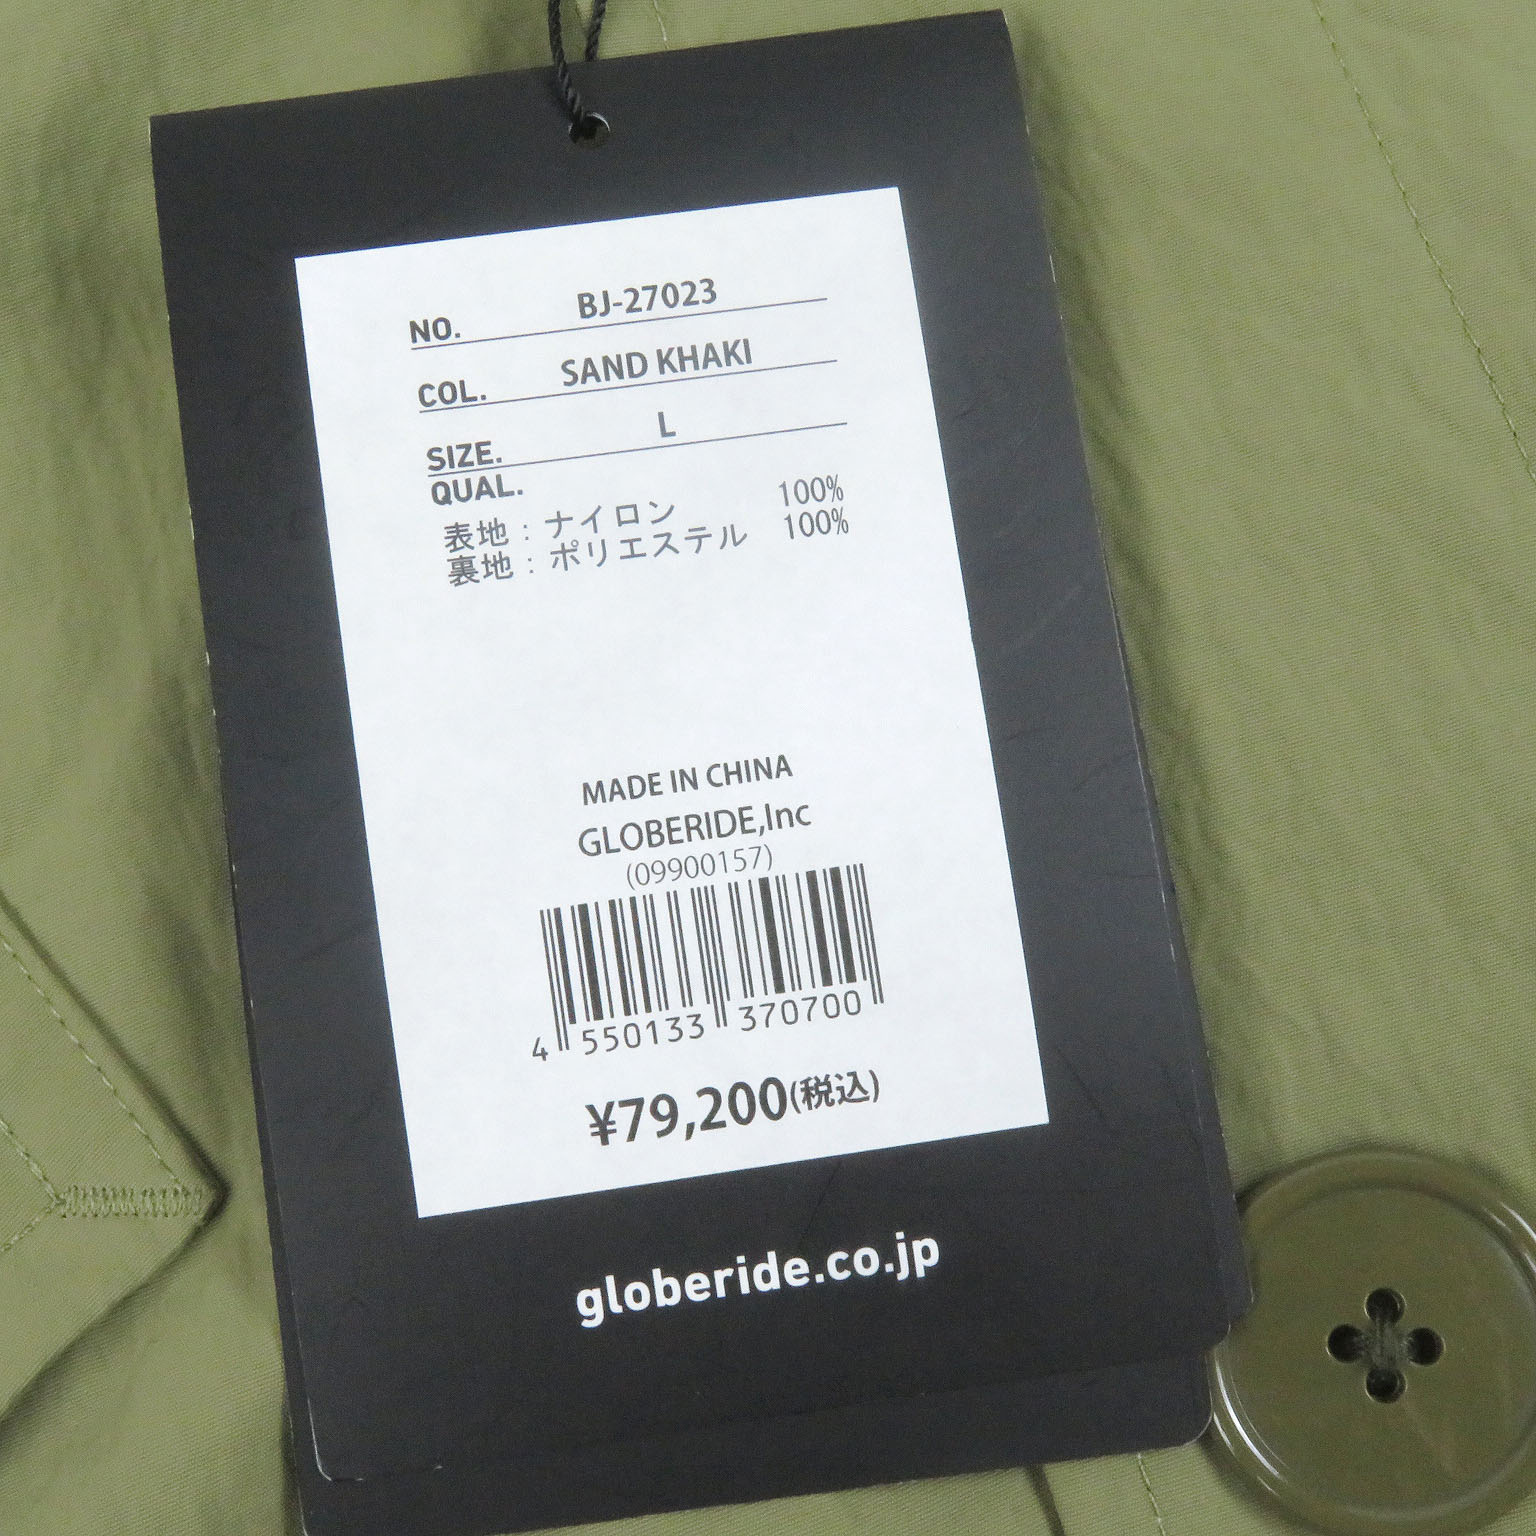 NO. BJ-27023
COL. SAND KHAKI
SIZE. L
QUAL.
表地：ナイロン 100%
裏地：ポリエステル 100%
MADE IN CHINA
GLOBERIDE,Inc
(09900157)
4 550133 370700
¥79,200(税込)
globeride.co.jp